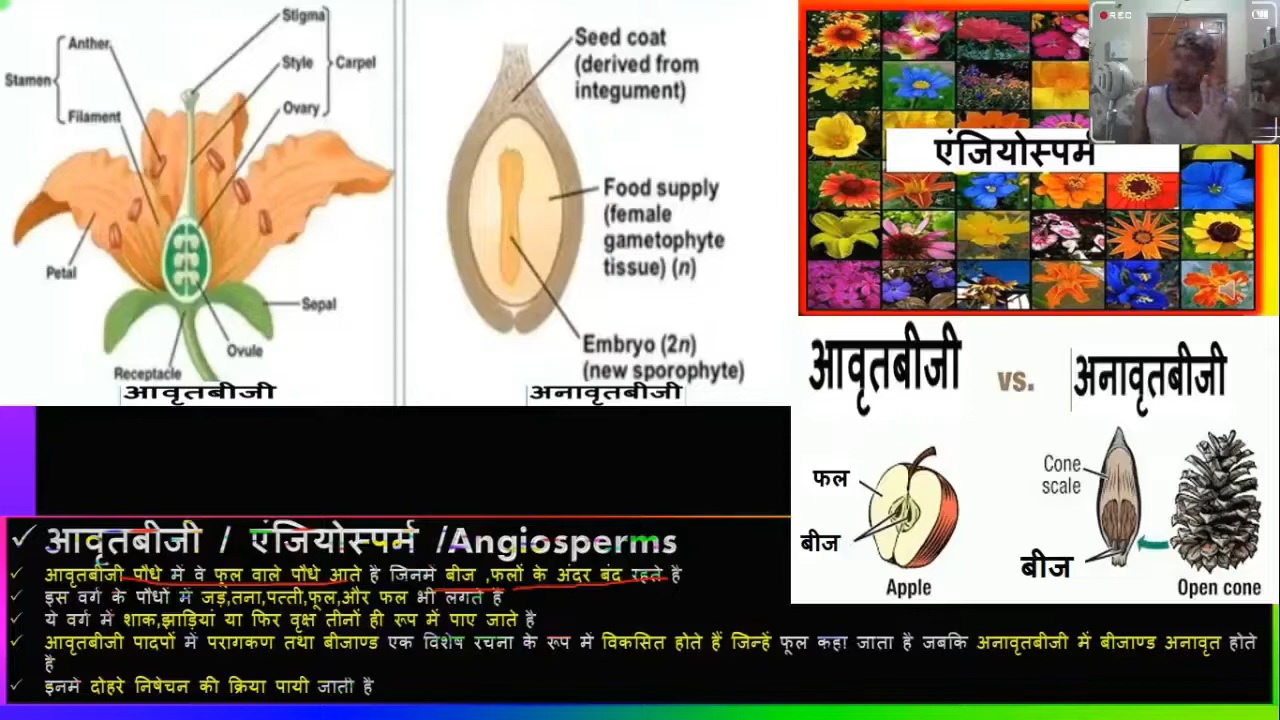 Stigma
Anther
Style
Stamen
Carpel
Filament
Ovary
Petal
Sepal
Ovule
Receptacle
आवृतबीजी
Seed coat
(derived from
integument)
Food supply
(female
gametophyte
tissue) (n)
Embryo (2n)
(new sporophyte)
अनावृतबीजी
REC
एंजियोस्पर्म
आवृतबीजी vs. अनावृतबीजी
फल
बीज
Apple
Cone
scale
बीज
Open cone
✓ आवृतबीजी / एंजियोस्पर्म /Angiosperms
✓ आवृतबीजी पौधे में वे फूल वाले पौधे आते है जिनमे बीज ,फलों के अंदर बंद रहते है
✓ इस वर्ग के पौधों में जड़,तना,पत्ती,फूल,और फल भी लगते है
✓ ये वर्ग में शाक,झाड़ियां या फिर वृक्ष तीनों ही रूप में पाए जाते है
✓ आवृतबीजी पादपों में परागकण तथा बीजाण्ड एक विशेष रचना के रूप में विकसित होते हैं जिन्हें फूल कहा जाता है जबकि अनावृतबीजी में बीजाण्ड अनावृत होते
है
✓ इनमे दोहरे निषेचन की क्रिया पायी जाती है